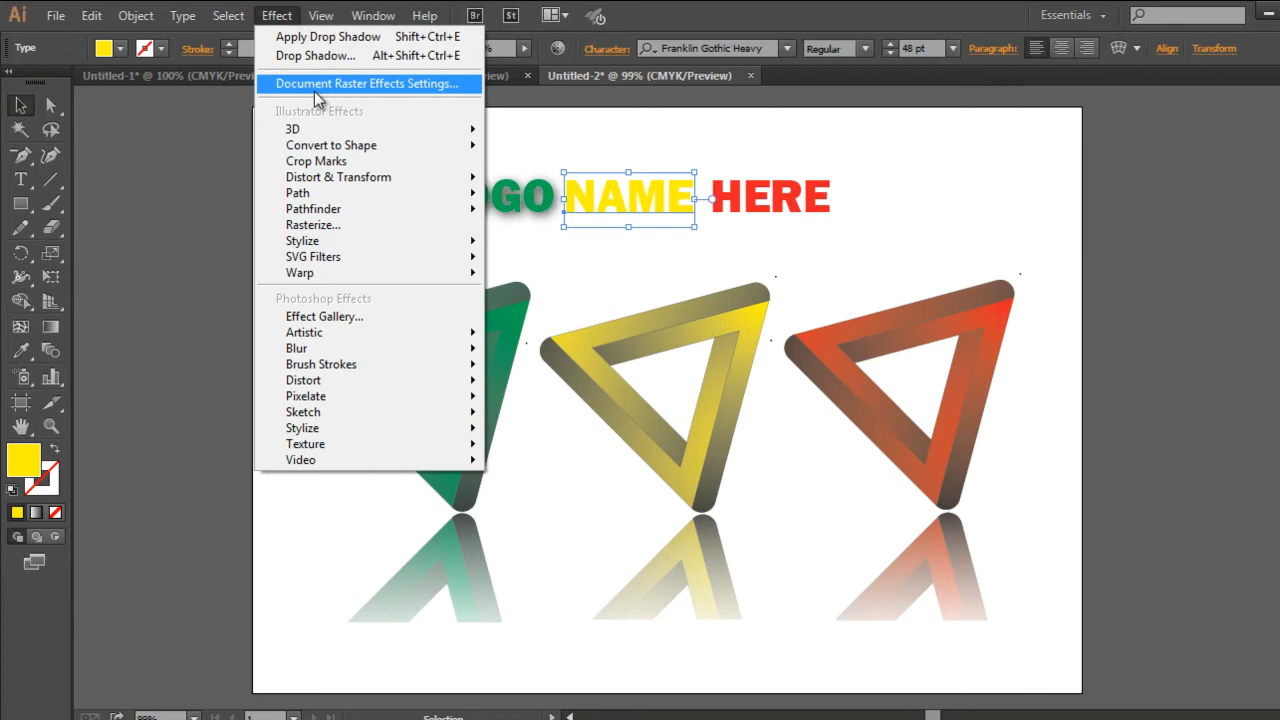 Ai File Edit Object Type Select Effect View Window Help Br St Essentials
Type Stroke: % Character: Franklin Gothic Heavy Regular 48 pt Paragraph: Align Transform
Untitled-1* @ 100% (CMYK/Previ × Untitled-2* @ 99% (CMYK/Preview) ×
Apply Drop Shadow Shift+Ctrl+E
Drop Shadow... Alt+Shift+Ctrl+E
Document Raster Effects Settings...
Illustrator Effects
3D
Convert to Shape
Crop Marks
Distort & Transform
Path
Pathfinder
Rasterize...
Stylize
SVG Filters
Warp
Photoshop Effects
Effect Gallery...
Artistic
Blur
Brush Strokes
Distort
Pixelate
Sketch
Stylize
Texture
Video
OGO NAME HERE
99% 1 Selection